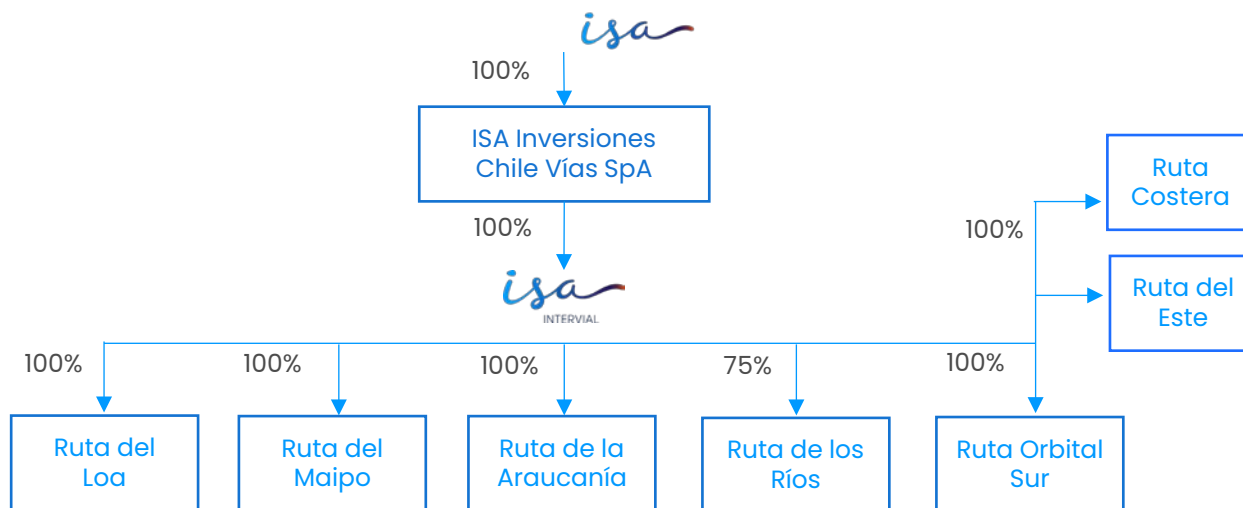 isa
100%
ISA Inversiones
Chile Vías SpA
100%
isa
INTERVIAL
100%
Ruta
Costera
Ruta del
Este
100%
100%
100%
75%
100%
Ruta del
Loa
Ruta del
Maipo
Ruta de la
Araucanía
Ruta de los
Ríos
Ruta Orbital
Sur